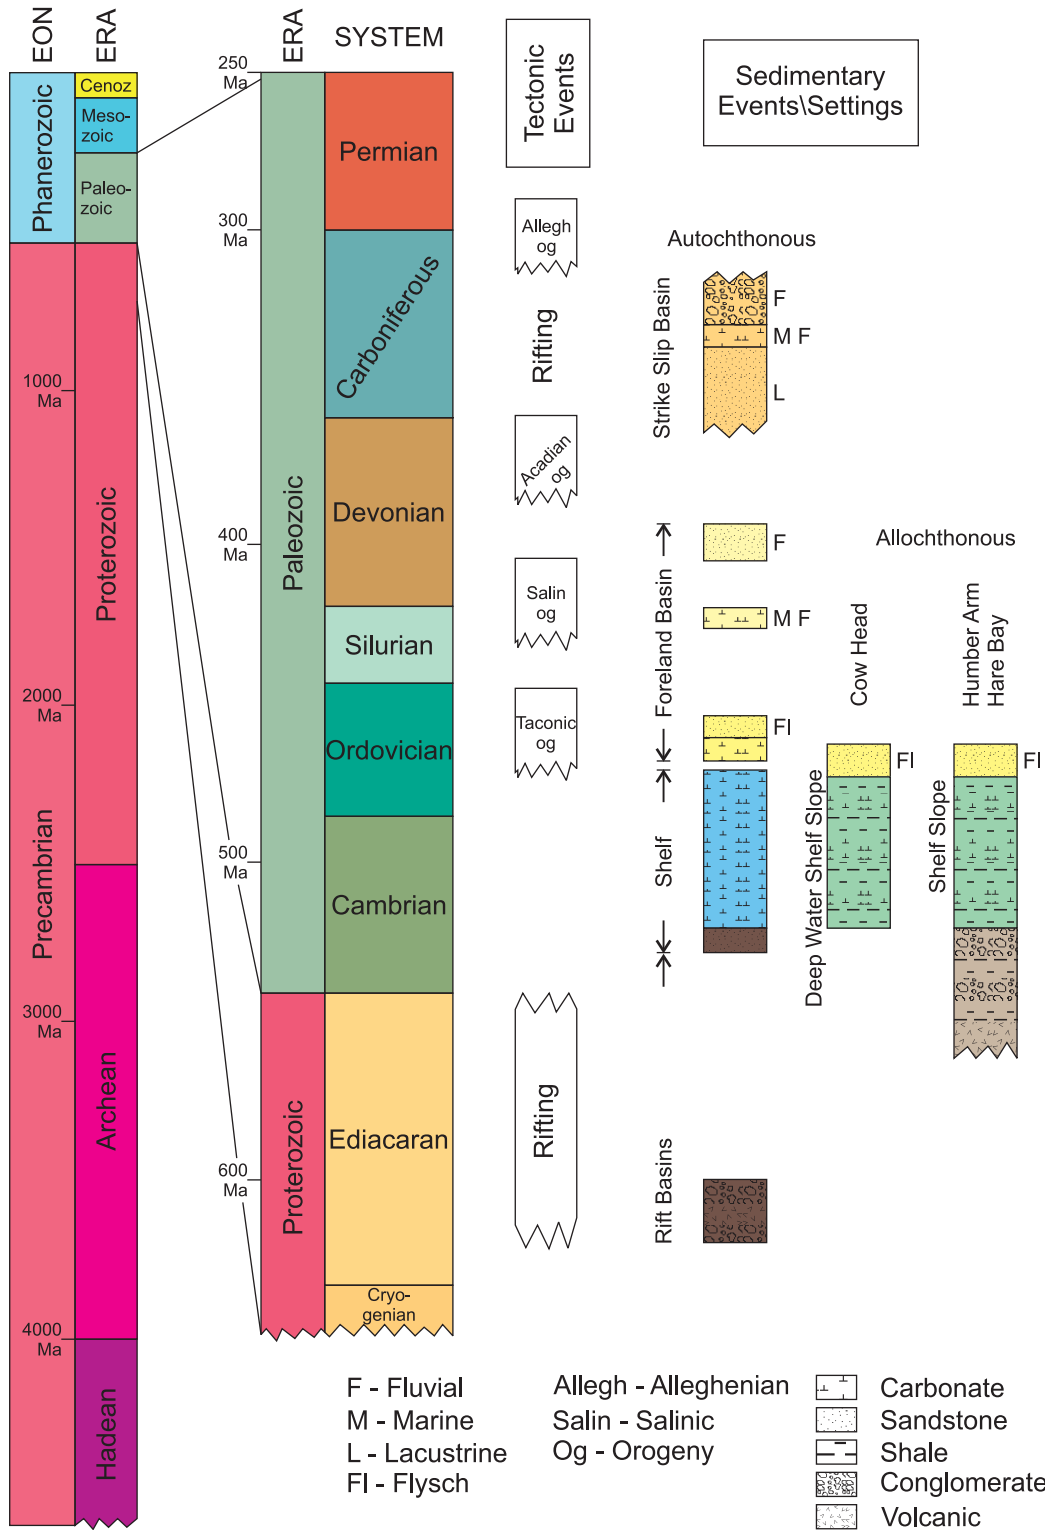 EON
ERA
Phanerozoic
Precambrian
Cenoz
Meso-
zoic
Paleo-
zoic
Proterozoic
Archean
Hadean
1000
Ma
2000
Ma
3000
Ma
4000
Ma
ERA
SYSTEM
250
Ma
300
Ma
400
Ma
500
Ma
600
Ma
Paleozoic
Proterozoic
Permian
Carboniferous
Devonian
Silurian
Ordovician
Cambrian
Ediacaran
Cryo-
genian
Tectonic
Events
Allegh
og
Rifting
Acadian
og
Salin
og
Taconic
og
Rifting
Sedimentary
Events\Settings
Autochthonous
Strike Slip Basin
F
M F
L
Foreland Basin
F
M F
Fl
Shelf
Rift Basins
Allochthonous
Cow Head
Deep Water Shelf Slope
Fl
Humber Arm
Hare Bay
Shelf Slope
Fl
F - Fluvial
M - Marine
L - Lacustrine
Fl - Flysch
Allegh - Alleghenian
Salin - Salinic
Og - Orogeny
Carbonate
Sandstone
Shale
Conglomerate
Volcanic